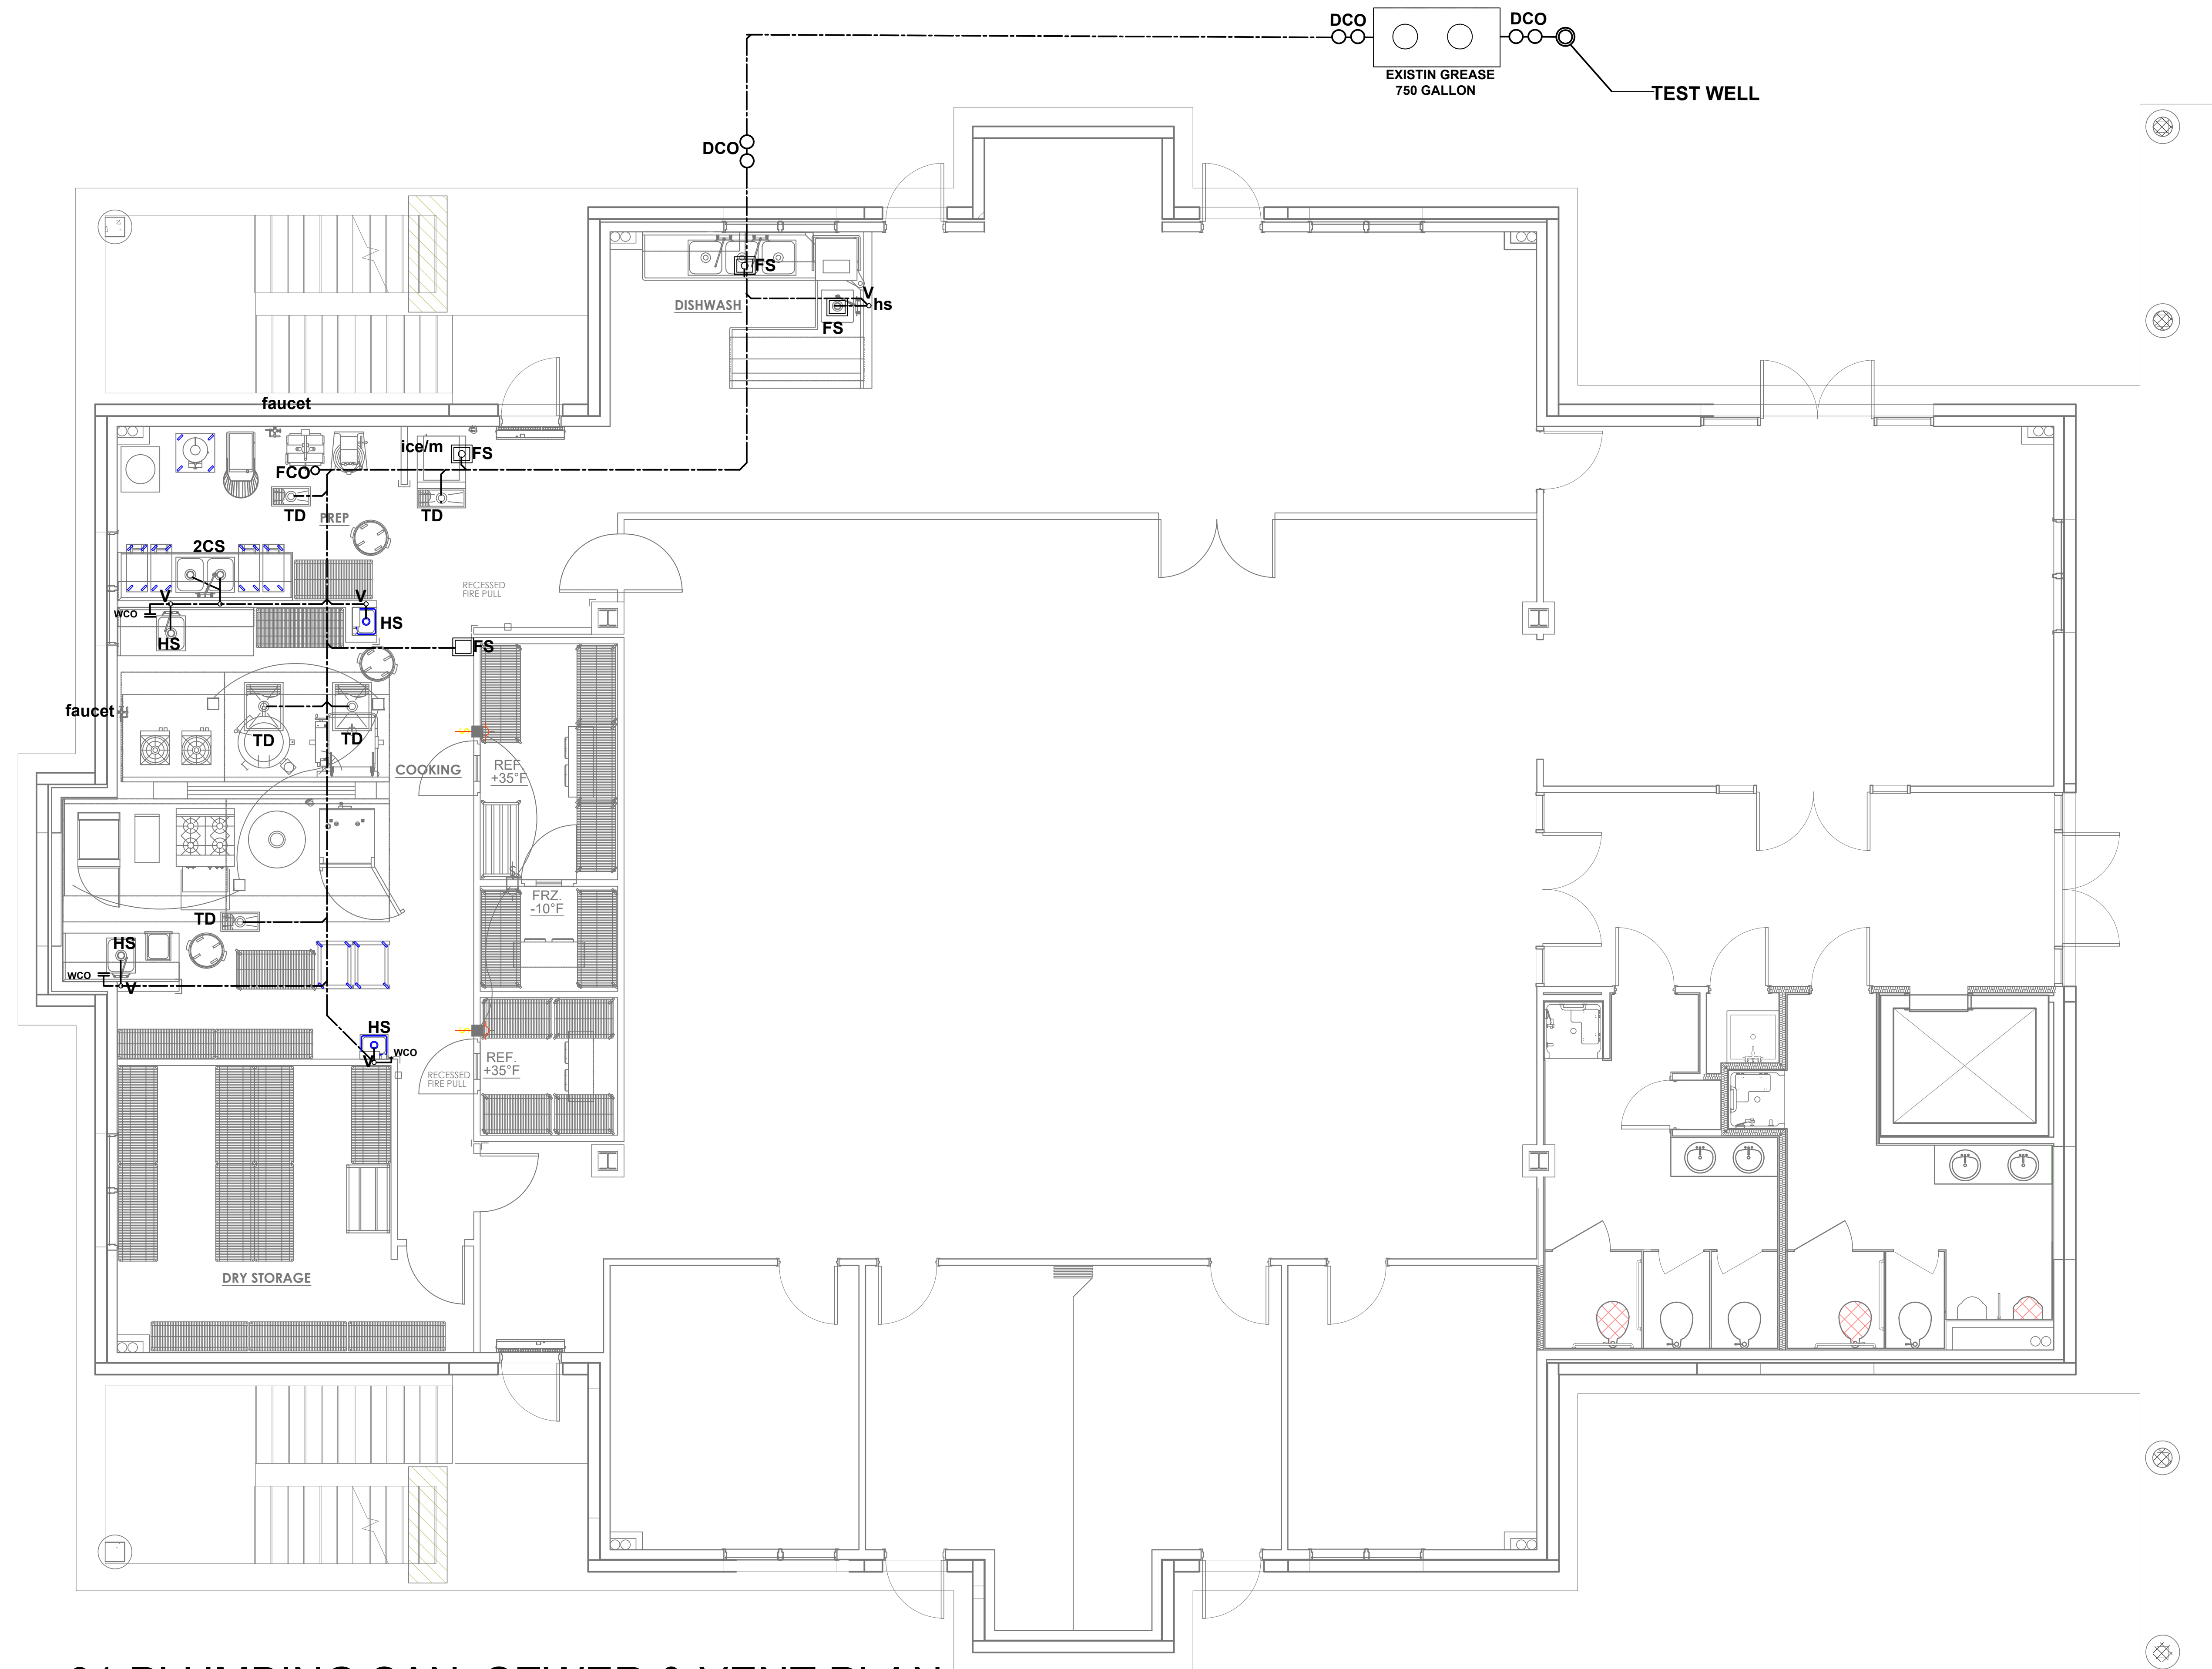 DCO
DCO
EXISTIN GREASE
750 GALLON
TEST WELL
DCO
FS
DISHWASH
V
hs
FS
faucet
ice/m
FS
FCO
TD
PREP
TD
2CS
RECESSED
FIRE PULL
V
V
WCO
HS
HS
FS
faucet
TD
TD
COOKING
REF.
+35°F
FRZ.
-10°F
TD
HS
WCO
V
HS
WCO
V
REF.
+35°F
RECESSED
FIRE PULL
DRY STORAGE